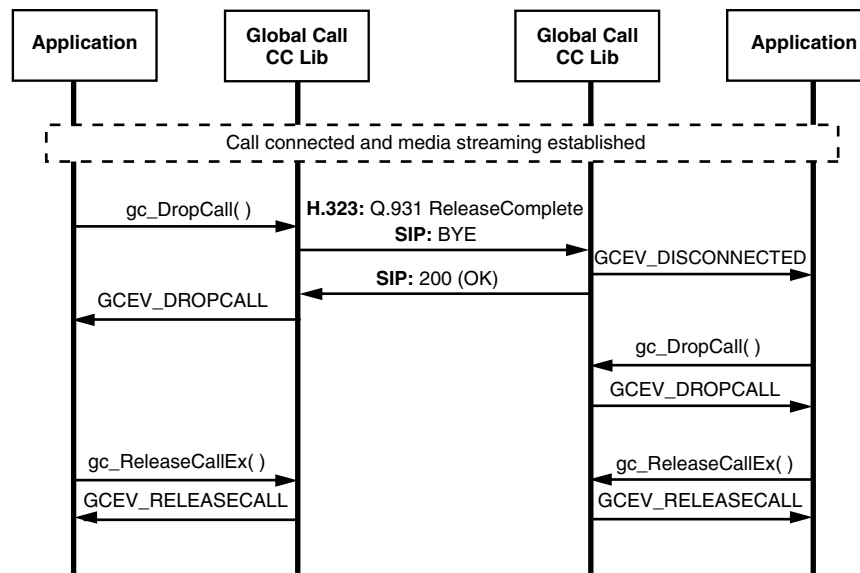 Application
Global Call
CC Lib
Global Call
CC Lib
Application
Call connected and media streaming established
gc_DropCall( )
H.323: Q.931 ReleaseComplete
SIP: BYE
GCEV_DISCONNECTED
SIP: 200 (OK)
GCEV_DROPCALL
gc_DropCall( )
GCEV_DROPCALL
gc_ReleaseCallEx( )
gc_ReleaseCallEx( )
GCEV_RELEASECALL
GCEV_RELEASECALL